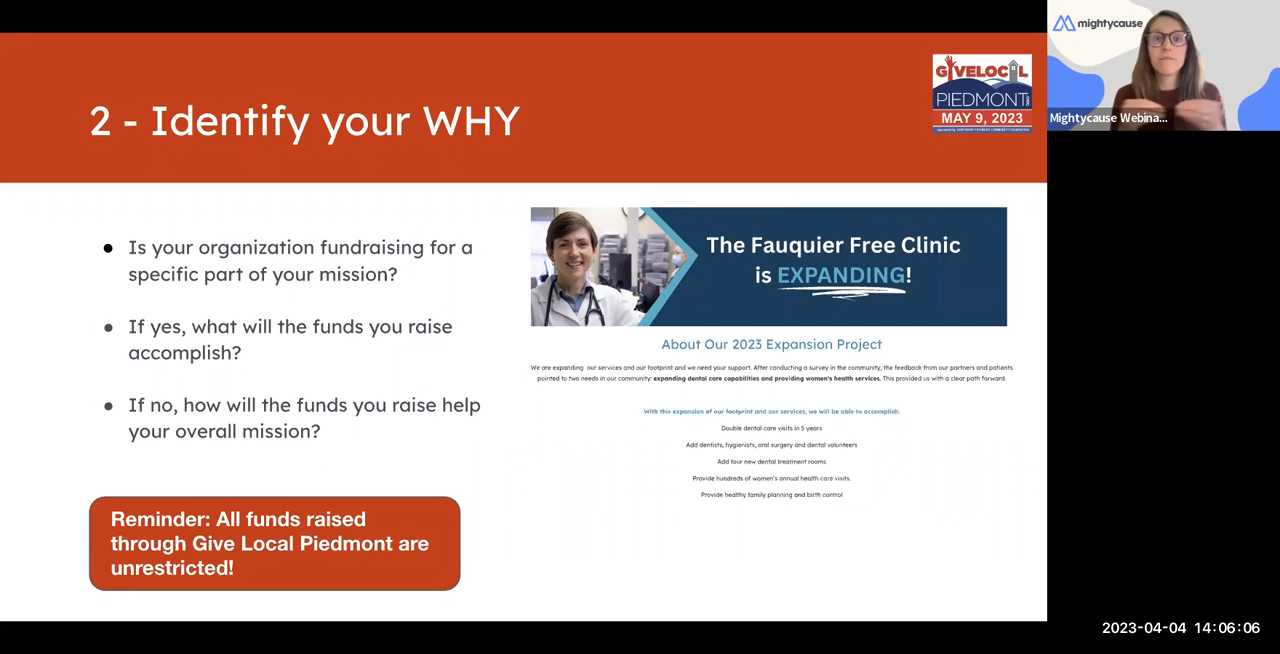 2 - Identify your WHY
GIVELOCAL
PIEDMONT
MAY 9, 2023
mightycause
Mightycause Webina...
Is your organization fundraising for a
specific part of your mission?
If yes, what will the funds you raise
accomplish?
If no, how will the funds you raise help
your overall mission?
Reminder: All funds raised
through Give Local Piedmont are
unrestricted!
The Fauquier Free Clinic
is EXPANDING!
About Our 2023 Expansion Project
We are expanding our services and our footprint and we need your support. After conducting a survey in the community, the feedback from our partners and patients
pointed to two needs in our community: expanding dental care capabilities and providing women's health services. This provided us with a clear path forward.
With this expansion of our footprint and our services, we will be able to accomplish:
Double dental care visits in 5 years
Add dentists, hygienists, oral surgery and dental volunteers
Add four new dental treatment rooms
Provide hundreds of women's annual health care visits.
Provide healthy family planning and birth control
2023-04-04 14:06:06